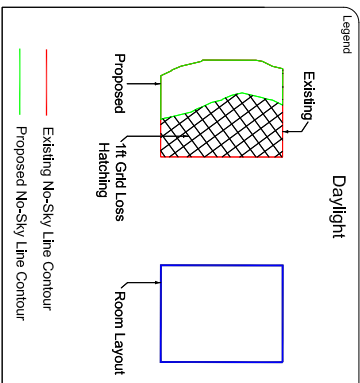 Legend
Daylight
Existing
Proposed
1ft Grid Loss
Hatching
Room Layout
Existing No-Sky Line Contour
Proposed No-Sky Line Contour